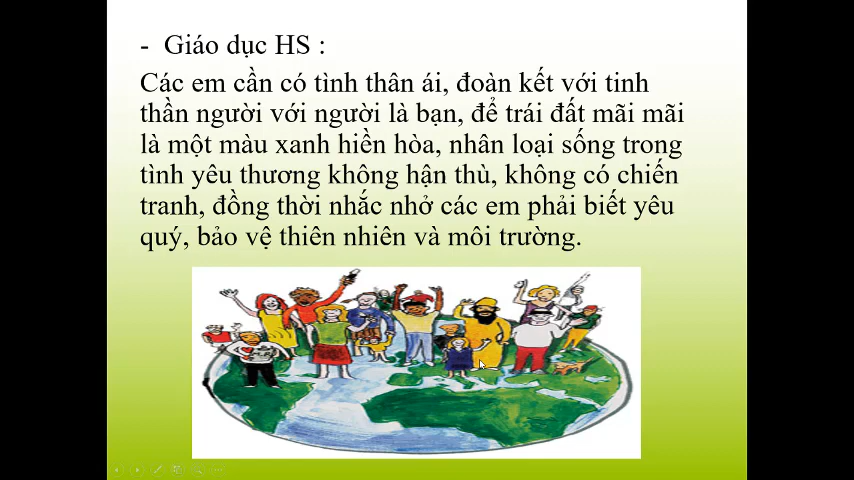 - Giáo dục HS :
Các em cần có tình thân ái, đoàn kết với tinh
thần người với người là bạn, để trái đất mãi mãi
là một màu xanh hiền hòa, nhân loại sống trong
tình yêu thương không hận thù, không có chiến
tranh, đồng thời nhắc nhở các em phải biết yêu
quý, bảo vệ thiên nhiên và môi trường.